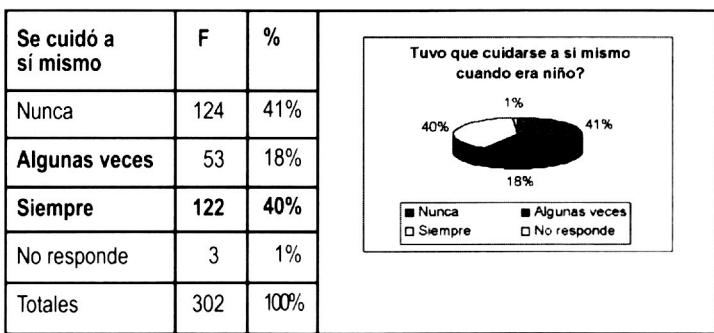 Se cuidó a
sí mismo
F
%
Nunca 124 41%
Algunas veces 53 18%
Siempre 122 40%
No responde 3 1%
Totales 302 100%
Tuvo que cuidarse a si mismo
cuando era niño?
1%
40%
41%
18%
Nunca Algunas veces
Siempre No responde